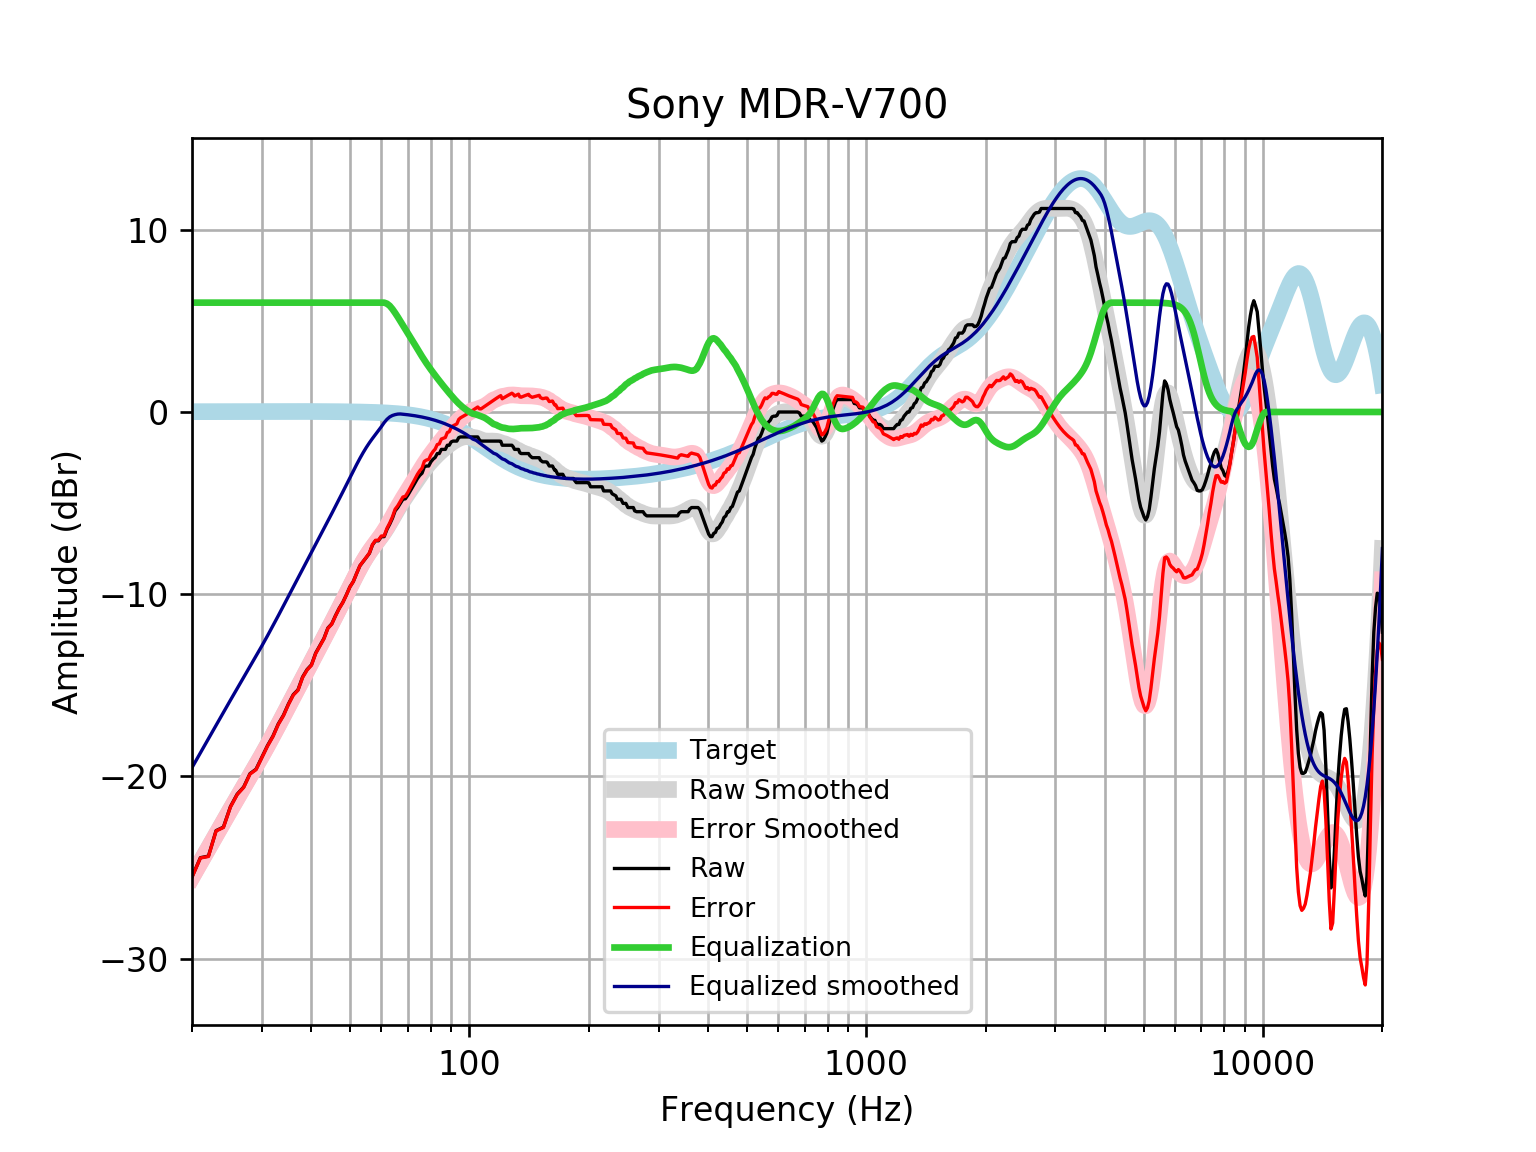 Sony MDR-V700
Amplitude (dBr)
10
0
−10
−20
−30
Target
Raw Smoothed
Error Smoothed
Raw
Error
Equalization
Equalized smoothed
100
1000
10000
Frequency (Hz)